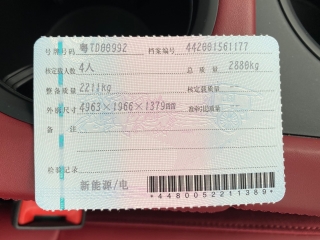 号牌号码 粤TD00992 档案编号 442001561177
核定载人数 4人 总质量 2880kg
整备质量 2211kg 核定载质量
外廓尺寸 4963×1966×1379mm 准牵引总质量
备注
检验记录
新能源/电
*4480052211389*